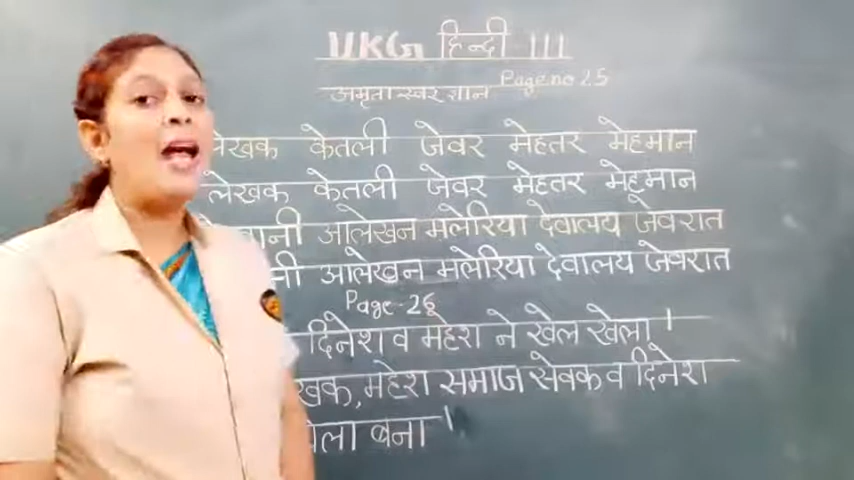 UKG हिन्दी - III
अमृता स्वर ज्ञान Page no 25
लेखक केतली जेवर मेहतर मेहमान
लेखक केतली जेवर मेहतर मेहमान
आलेखन मलेरिया देवालय जेवरात
आलेखन मलेरिया देवालय जेवरात
Page - 26
दिनेश व महेश ने खेल खेला।
महेश समाज सेवक व दिनेश
बना।